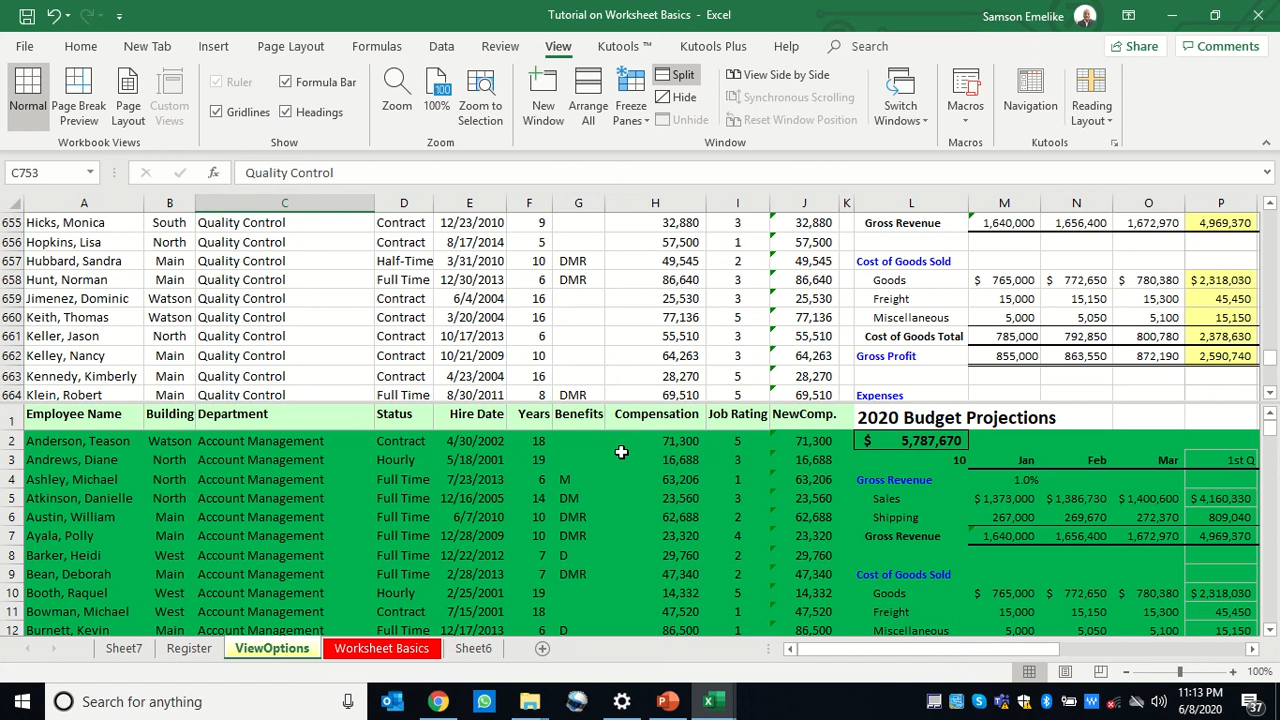 Tutorial on Worksheet Basics - Excel
Samson Emelike
File Home New Tab Insert Page Layout Formulas Data Review View Kutools ™ Kutools Plus Help Search Share Comments
Normal Page Break Preview Page Layout Custom Views
Workbook Views
Ruler Formula Bar
Gridlines Headings
Show
Zoom 100% Zoom to Selection
Zoom
New Window Arrange All Freeze Panes
Split View Side by Side
Hide Synchronous Scrolling
Unhide Reset Window Position
Switch Windows
Window
Macros
Macros
Navigation Reading Layout
Kutools
C753 fx Quality Control
A B C D E F G H I J K L M N O P
655 Hicks, Monica South Quality Control Contract 12/23/2010 9 32,880 3 32,880 Gross Revenue 1,640,000 1,656,400 1,672,970 4,969,370
656 Hopkins, Lisa North Quality Control Contract 8/17/2014 5 57,500 1 57,500
657 Hubbard, Sandra Main Quality Control Half-Time 3/31/2010 10 DMR 49,545 2 49,545 Cost of Goods Sold
658 Hunt, Norman Main Quality Control Full Time 12/30/2013 6 DMR 86,640 3 86,640 Goods $ 765,000 $ 772,650 $ 780,380 $ 2,318,030
659 Jimenez, Dominic Watson Quality Control Contract 6/4/2004 16 25,530 3 25,530 Freight 15,000 15,150 15,300 45,450
660 Keith, Thomas Watson Quality Control Contract 3/20/2004 16 77,136 5 77,136 Miscellaneous 5,000 5,050 5,100 15,150
661 Keller, Jason North Quality Control Contract 10/17/2013 6 55,510 3 55,510 Cost of Goods Total 785,000 792,850 800,780 2,378,630
662 Kelley, Nancy Main Quality Control Contract 10/21/2009 10 64,263 3 64,263 Gross Profit 855,000 863,550 872,190 2,590,740
663 Kennedy, Kimberly Main Quality Control Contract 4/23/2004 16 28,270 5 28,270
664 Klein, Robert Main Quality Control Full Time 8/30/2011 8 DMR 69,510 3 69,510 Expenses
1 Employee Name Building Department Status Hire Date Years Benefits Compensation Job Rating NewComp. 2020 Budget Projections
2 Anderson, Teason Watson Account Management Contract 4/30/2002 18 71,300 5 71,300 $ 5,787,670
3 Andrews, Diane North Account Management Hourly 5/18/2001 19 16,688 3 16,688 10 Jan Feb Mar 1st Q
4 Ashley, Michael North Account Management Full Time 7/23/2013 6 M 63,206 1 63,206 Gross Revenue 1.0%
5 Atkinson, Danielle North Account Management Full Time 12/16/2005 14 DM 23,560 3 23,560 Sales $ 1,373,000 $ 1,386,730 $ 1,400,600 $ 4,160,330
6 Austin, William Main Account Management Full Time 6/7/2010 10 DMR 62,688 2 62,688 Shipping 267,000 269,670 272,370 809,040
7 Ayala, Polly Main Account Management Full Time 12/28/2009 10 DMR 23,320 4 23,320 Gross Revenue 1,640,000 1,656,400 1,672,970 4,969,370
8 Barker, Heidi West Account Management Full Time 12/22/2012 7 D 29,760 2 29,760
9 Bean, Deborah Main Account Management Full Time 2/28/2013 7 DMR 47,340 2 47,340 Cost of Goods Sold
10 Booth, Raquel West Account Management Hourly 2/25/2001 19 14,332 5 14,332 Goods $ 765,000 $ 772,650 $ 780,380 $ 2,318,030
11 Bowman, Michael West Account Management Contract 7/15/2001 18 47,520 1 47,520 Freight 15,000 15,150 15,300 45,450
12 Burnett, Kevin Main Account Management Full Time 12/17/2013 6 D 86,500 1 86,500 Miscellaneous 5,000 5,050 5,100 15,150
Sheet7 Register ViewOptions Worksheet Basics Sheet6
100%
Search for anything
11:13 PM
6/8/2020
37